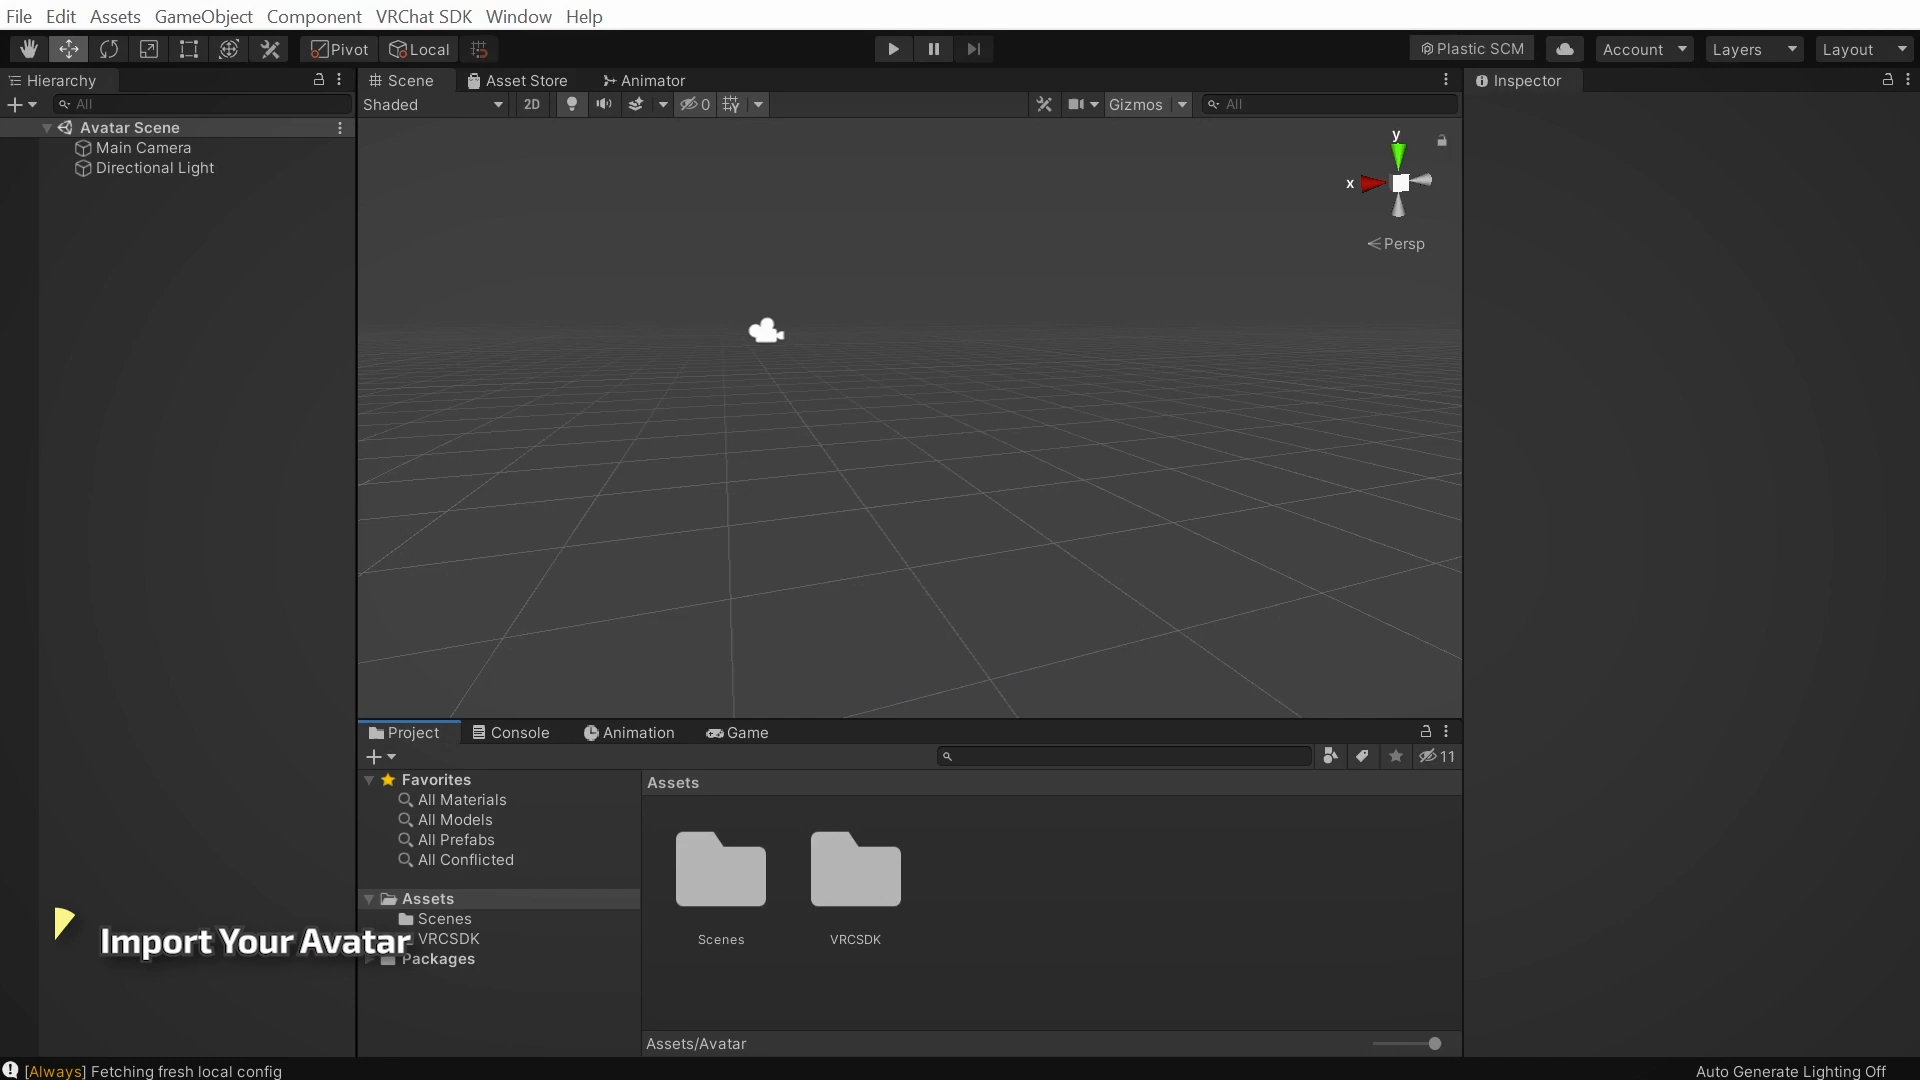 File Edit Assets GameObject Component VRChat SDK Window Help
Pivot Local Plastic SCM Account Layers Layout
Hierarchy
All
Avatar Scene
Main Camera
Directional Light
Scene Asset Store Animator
Shaded 2D 0 Gizmos All
y
x
Persp
Inspector
Project Console Animation Game
11
Favorites
All Materials
All Models
All Prefabs
All Conflicted
Assets
Scenes
VRCSDK
Packages
Assets
Scenes VRCSDK
Assets/Avatar
Import Your Avatar
[Always] Fetching fresh local config
Auto Generate Lighting Off